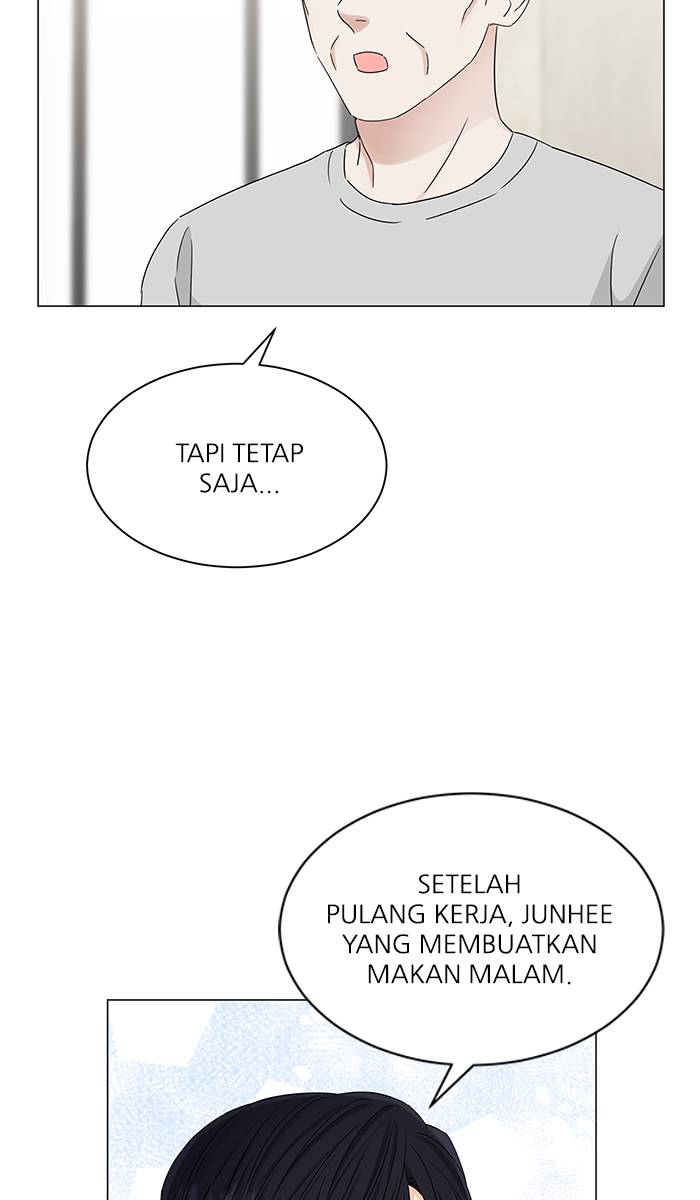 TAPI TETAP
SAJA...
SETELAH
PULANG KERJA, JUNHEE
YANG MEMBUATKAN
MAKAN MALAM.